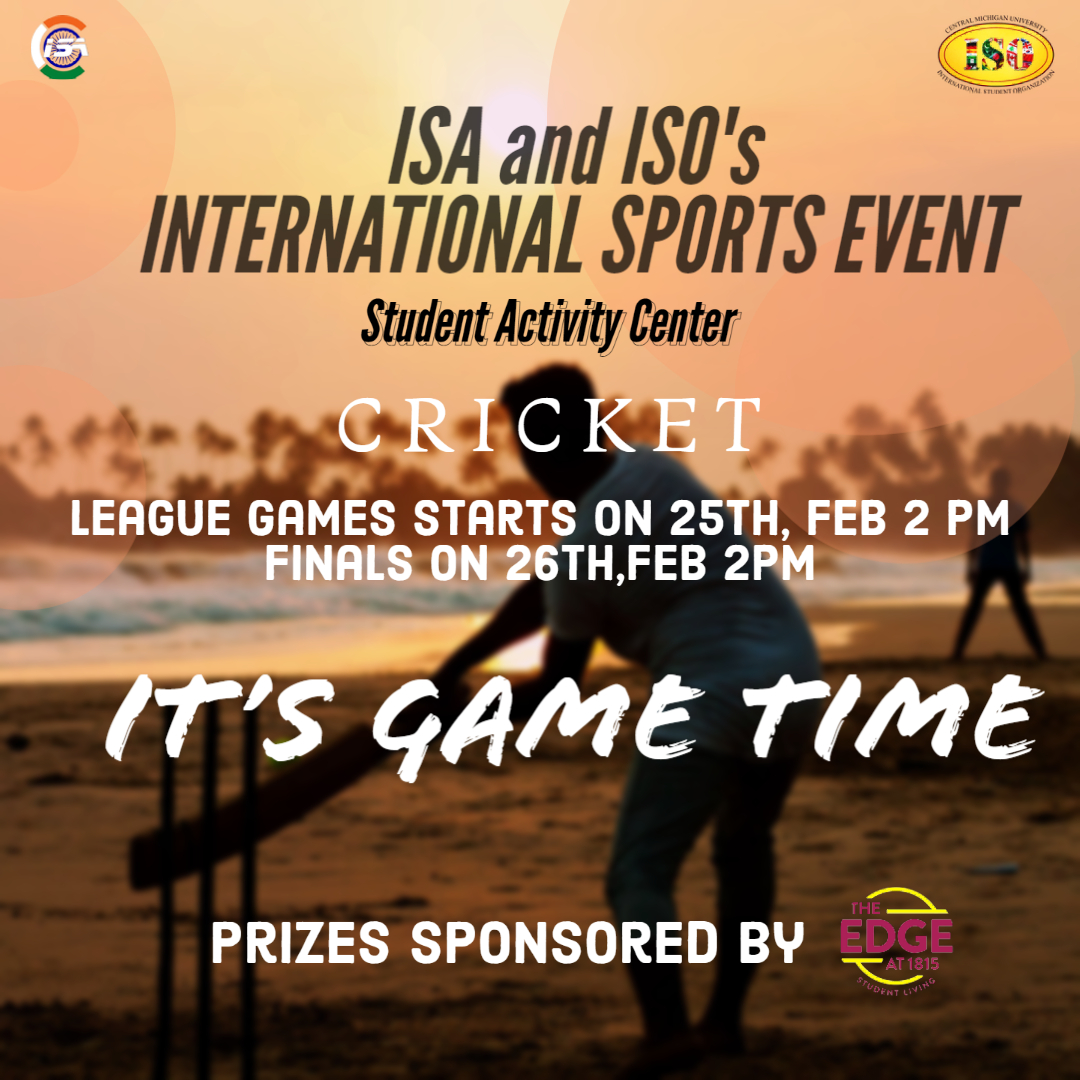 CENTRAL MICHIGAN UNIVERSITY
ISO
INTERNATIONAL STUDENT ORGANIZATION
ISA and ISO's
INTERNATIONAL SPORTS EVENT
Student Activity Center
CRICKET
LEAGUE GAMES STARTS ON 25TH, FEB 2 PM
FINALS ON 26TH,FEB 2PM
IT'S GAME TIME
PRIZES SPONSORED BY
THE
EDGE
AT 1815
STUDENT LIVING